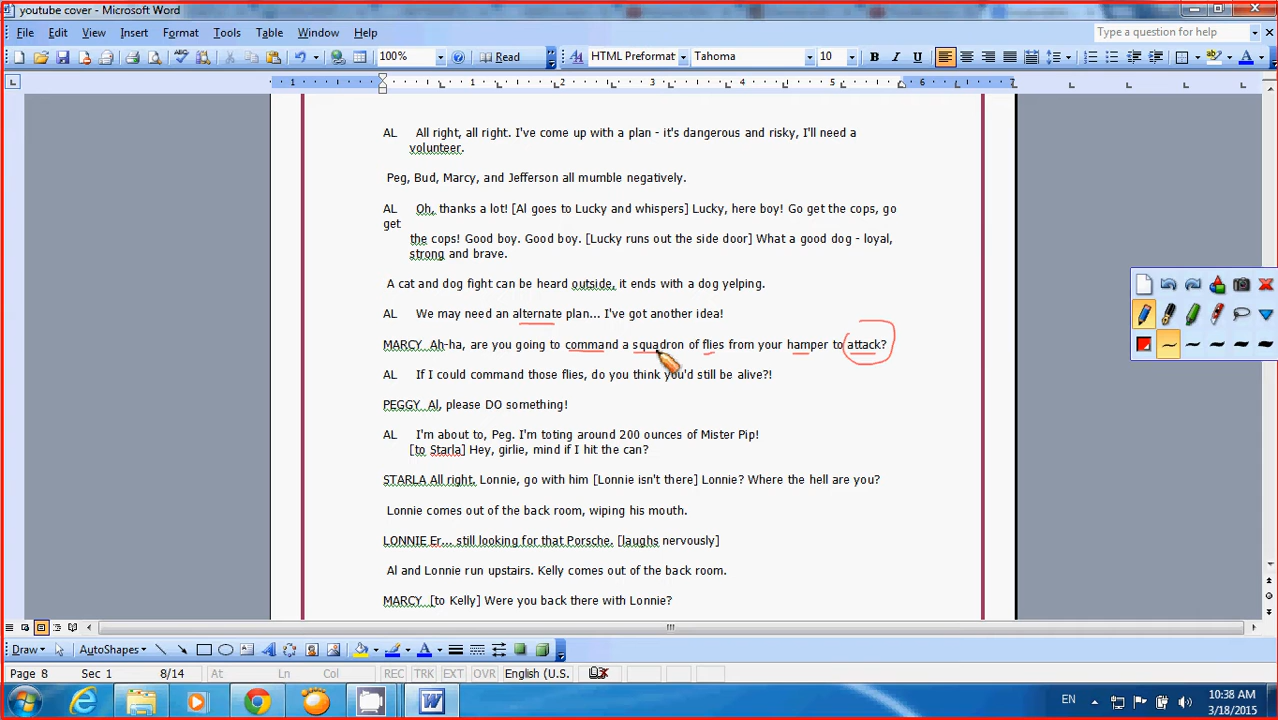 youtube cover - Microsoft Word
File Edit View Insert Format Tools Table Window Help
Type a question for help
100% Read HTML Preformat Tahoma 10 B I U
1 1 2 3 4 5 6 7
AL All right, all right. I've come up with a plan - it's dangerous and risky, I'll need a
volunteer.
Peg, Bud, Marcy, and Jefferson all mumble negatively.
AL Oh, thanks a lot! [Al goes to Lucky and whispers] Lucky, here boy! Go get the cops, go
get
the cops! Good boy. Good boy. [Lucky runs out the side door] What a good dog - loyal,
strong and brave.
A cat and dog fight can be heard outside, it ends with a dog yelping.
AL We may need an alternate plan... I've got another idea!
MARCY Ah-ha, are you going to command a squadron of flies from your hamper to attack?
AL If I could command those flies, do you think you'd still be alive?!
PEGGY Al, please DO something!
AL I'm about to, Peg. I'm toting around 200 ounces of Mister Pip!
[to Starla] Hey, girlie, mind if I hit the can?
STARLA All right, Lonnie, go with him [Lonnie isn't there] Lonnie? Where the hell are you?
Lonnie comes out of the back room, wiping his mouth.
LONNIE Er... still looking for that Porsche. [laughs nervously]
Al and Lonnie run upstairs. Kelly comes out of the back room.
MARCY [to Kelly] Were you back there with Lonnie?
Draw AutoShapes
Page 8 Sec 1 8/14 At Ln Col REC TRK EXT OVR English (U.S.
EN 10:38 AM
3/18/2015